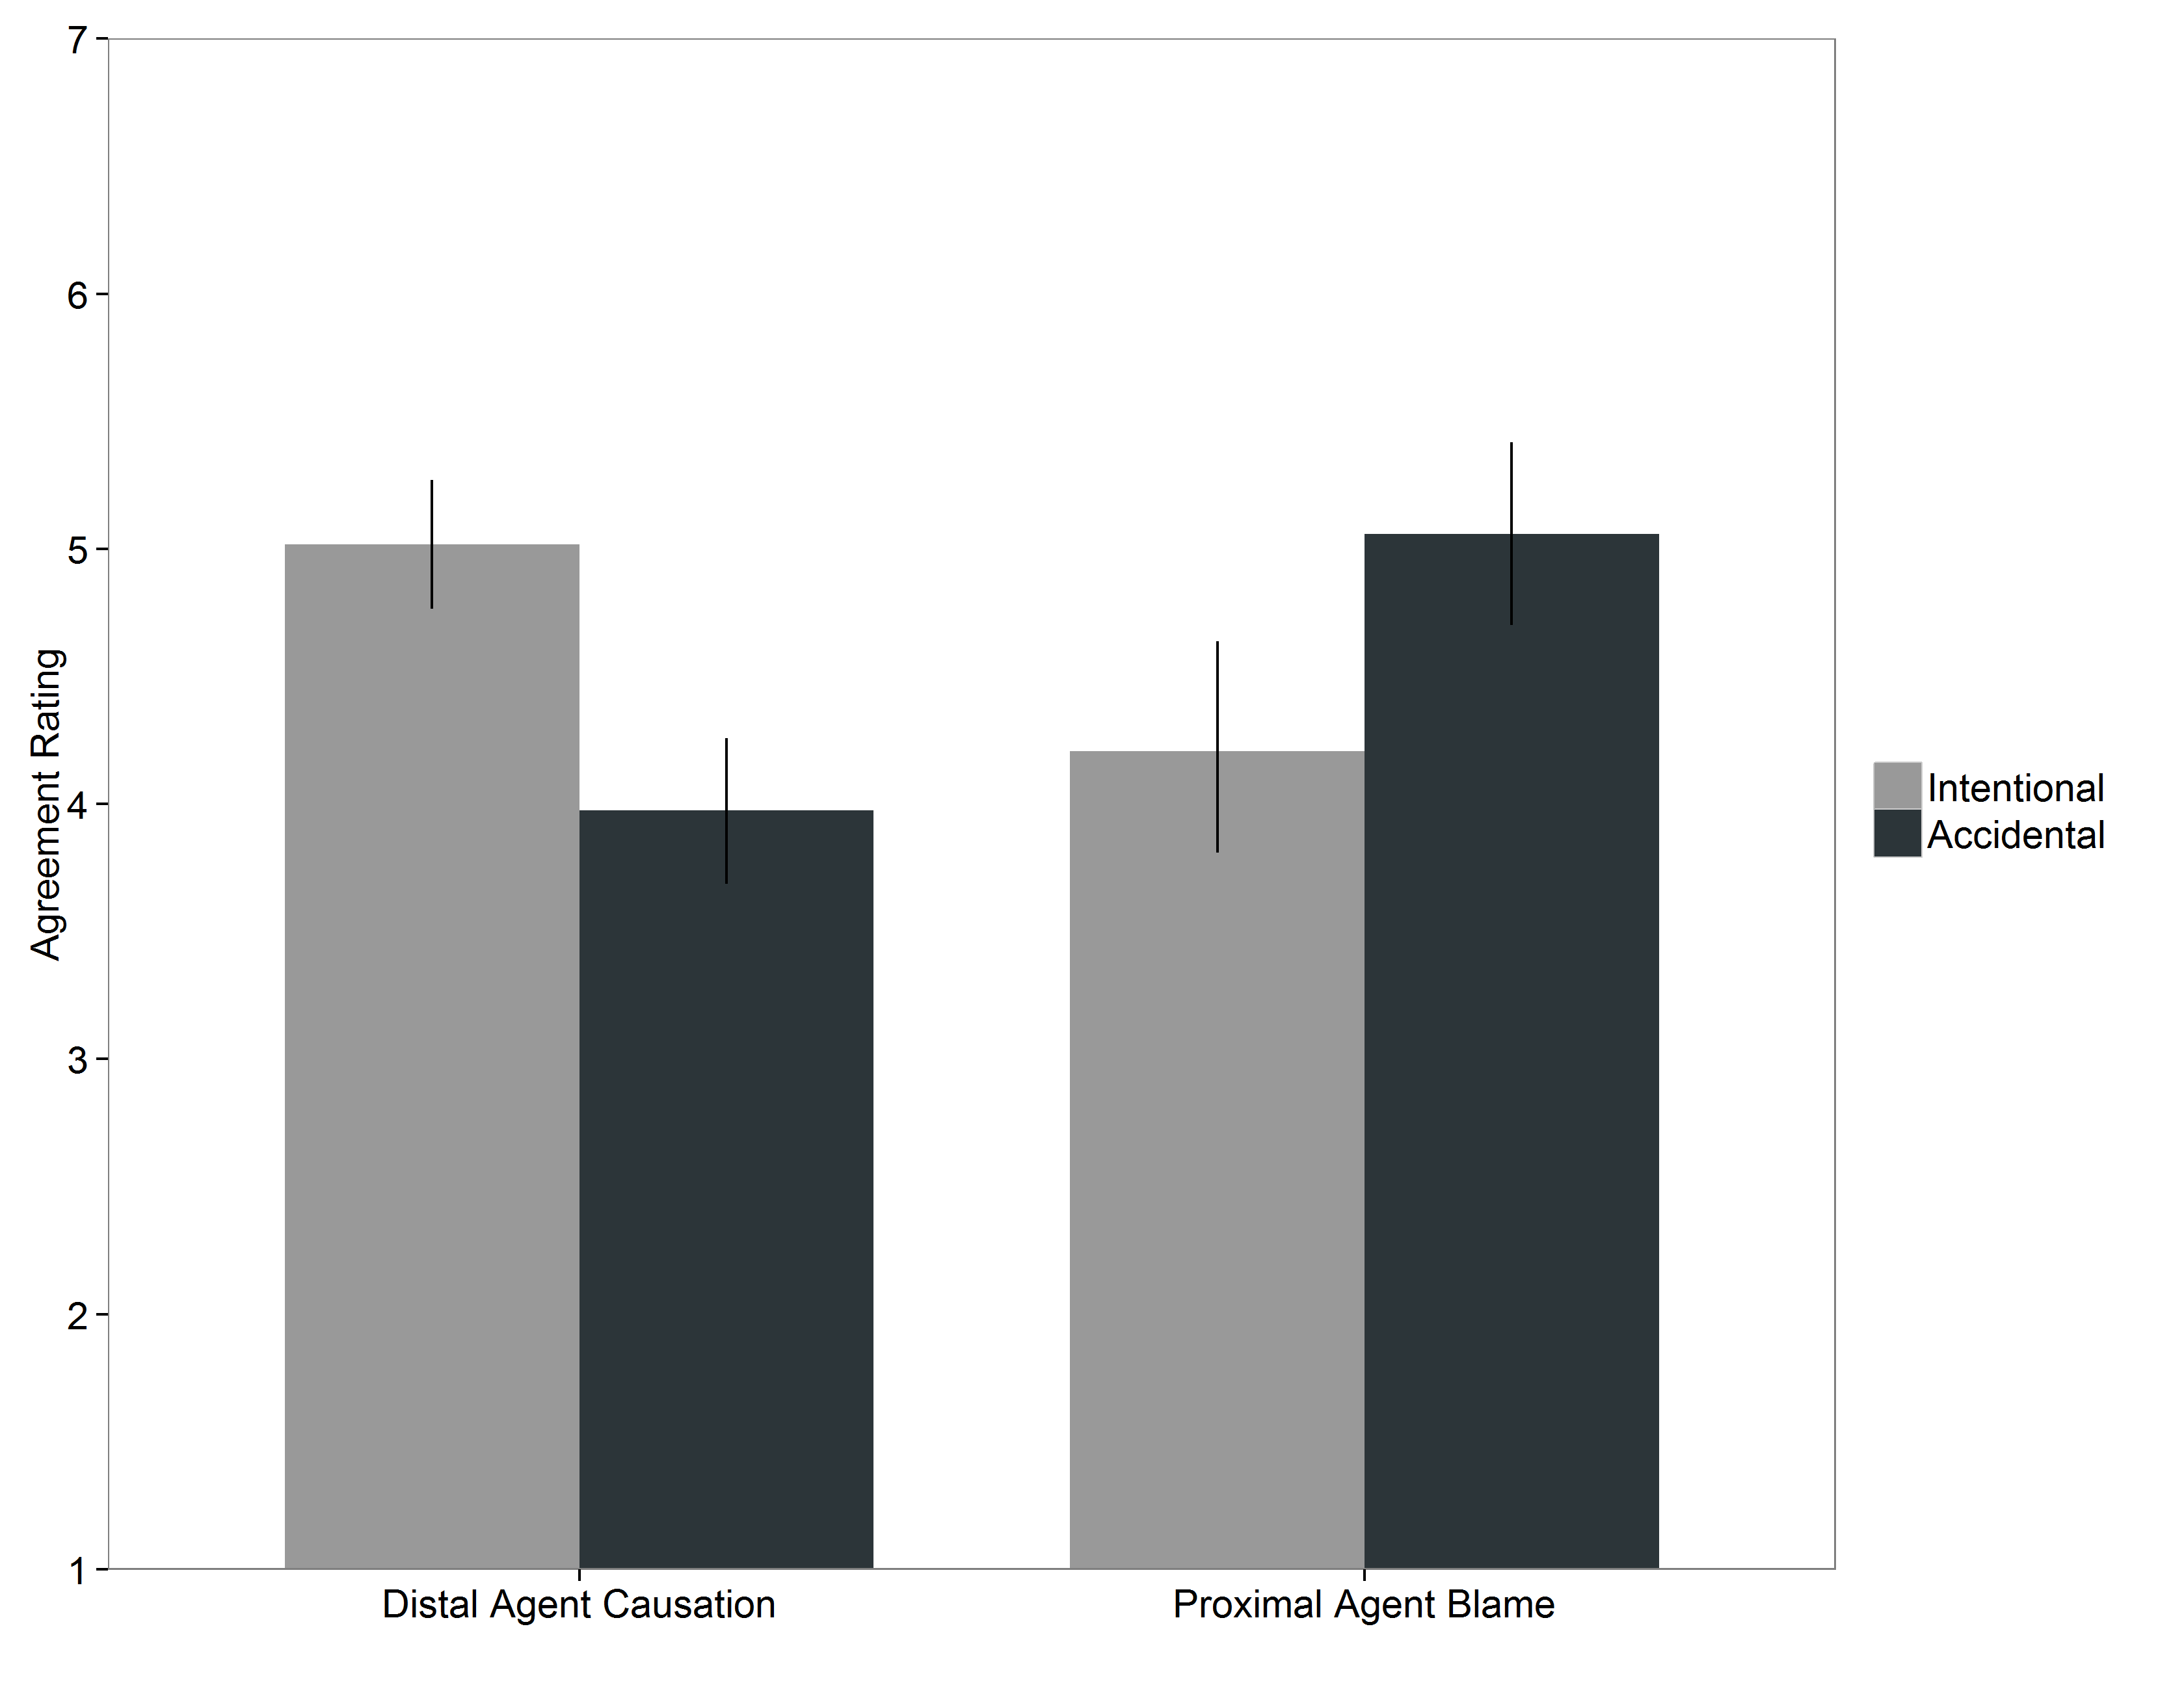 Agreement Rating
7
6
5
4
3
2
1
Distal Agent Causation
Proximal Agent Blame
Intentional
Accidental